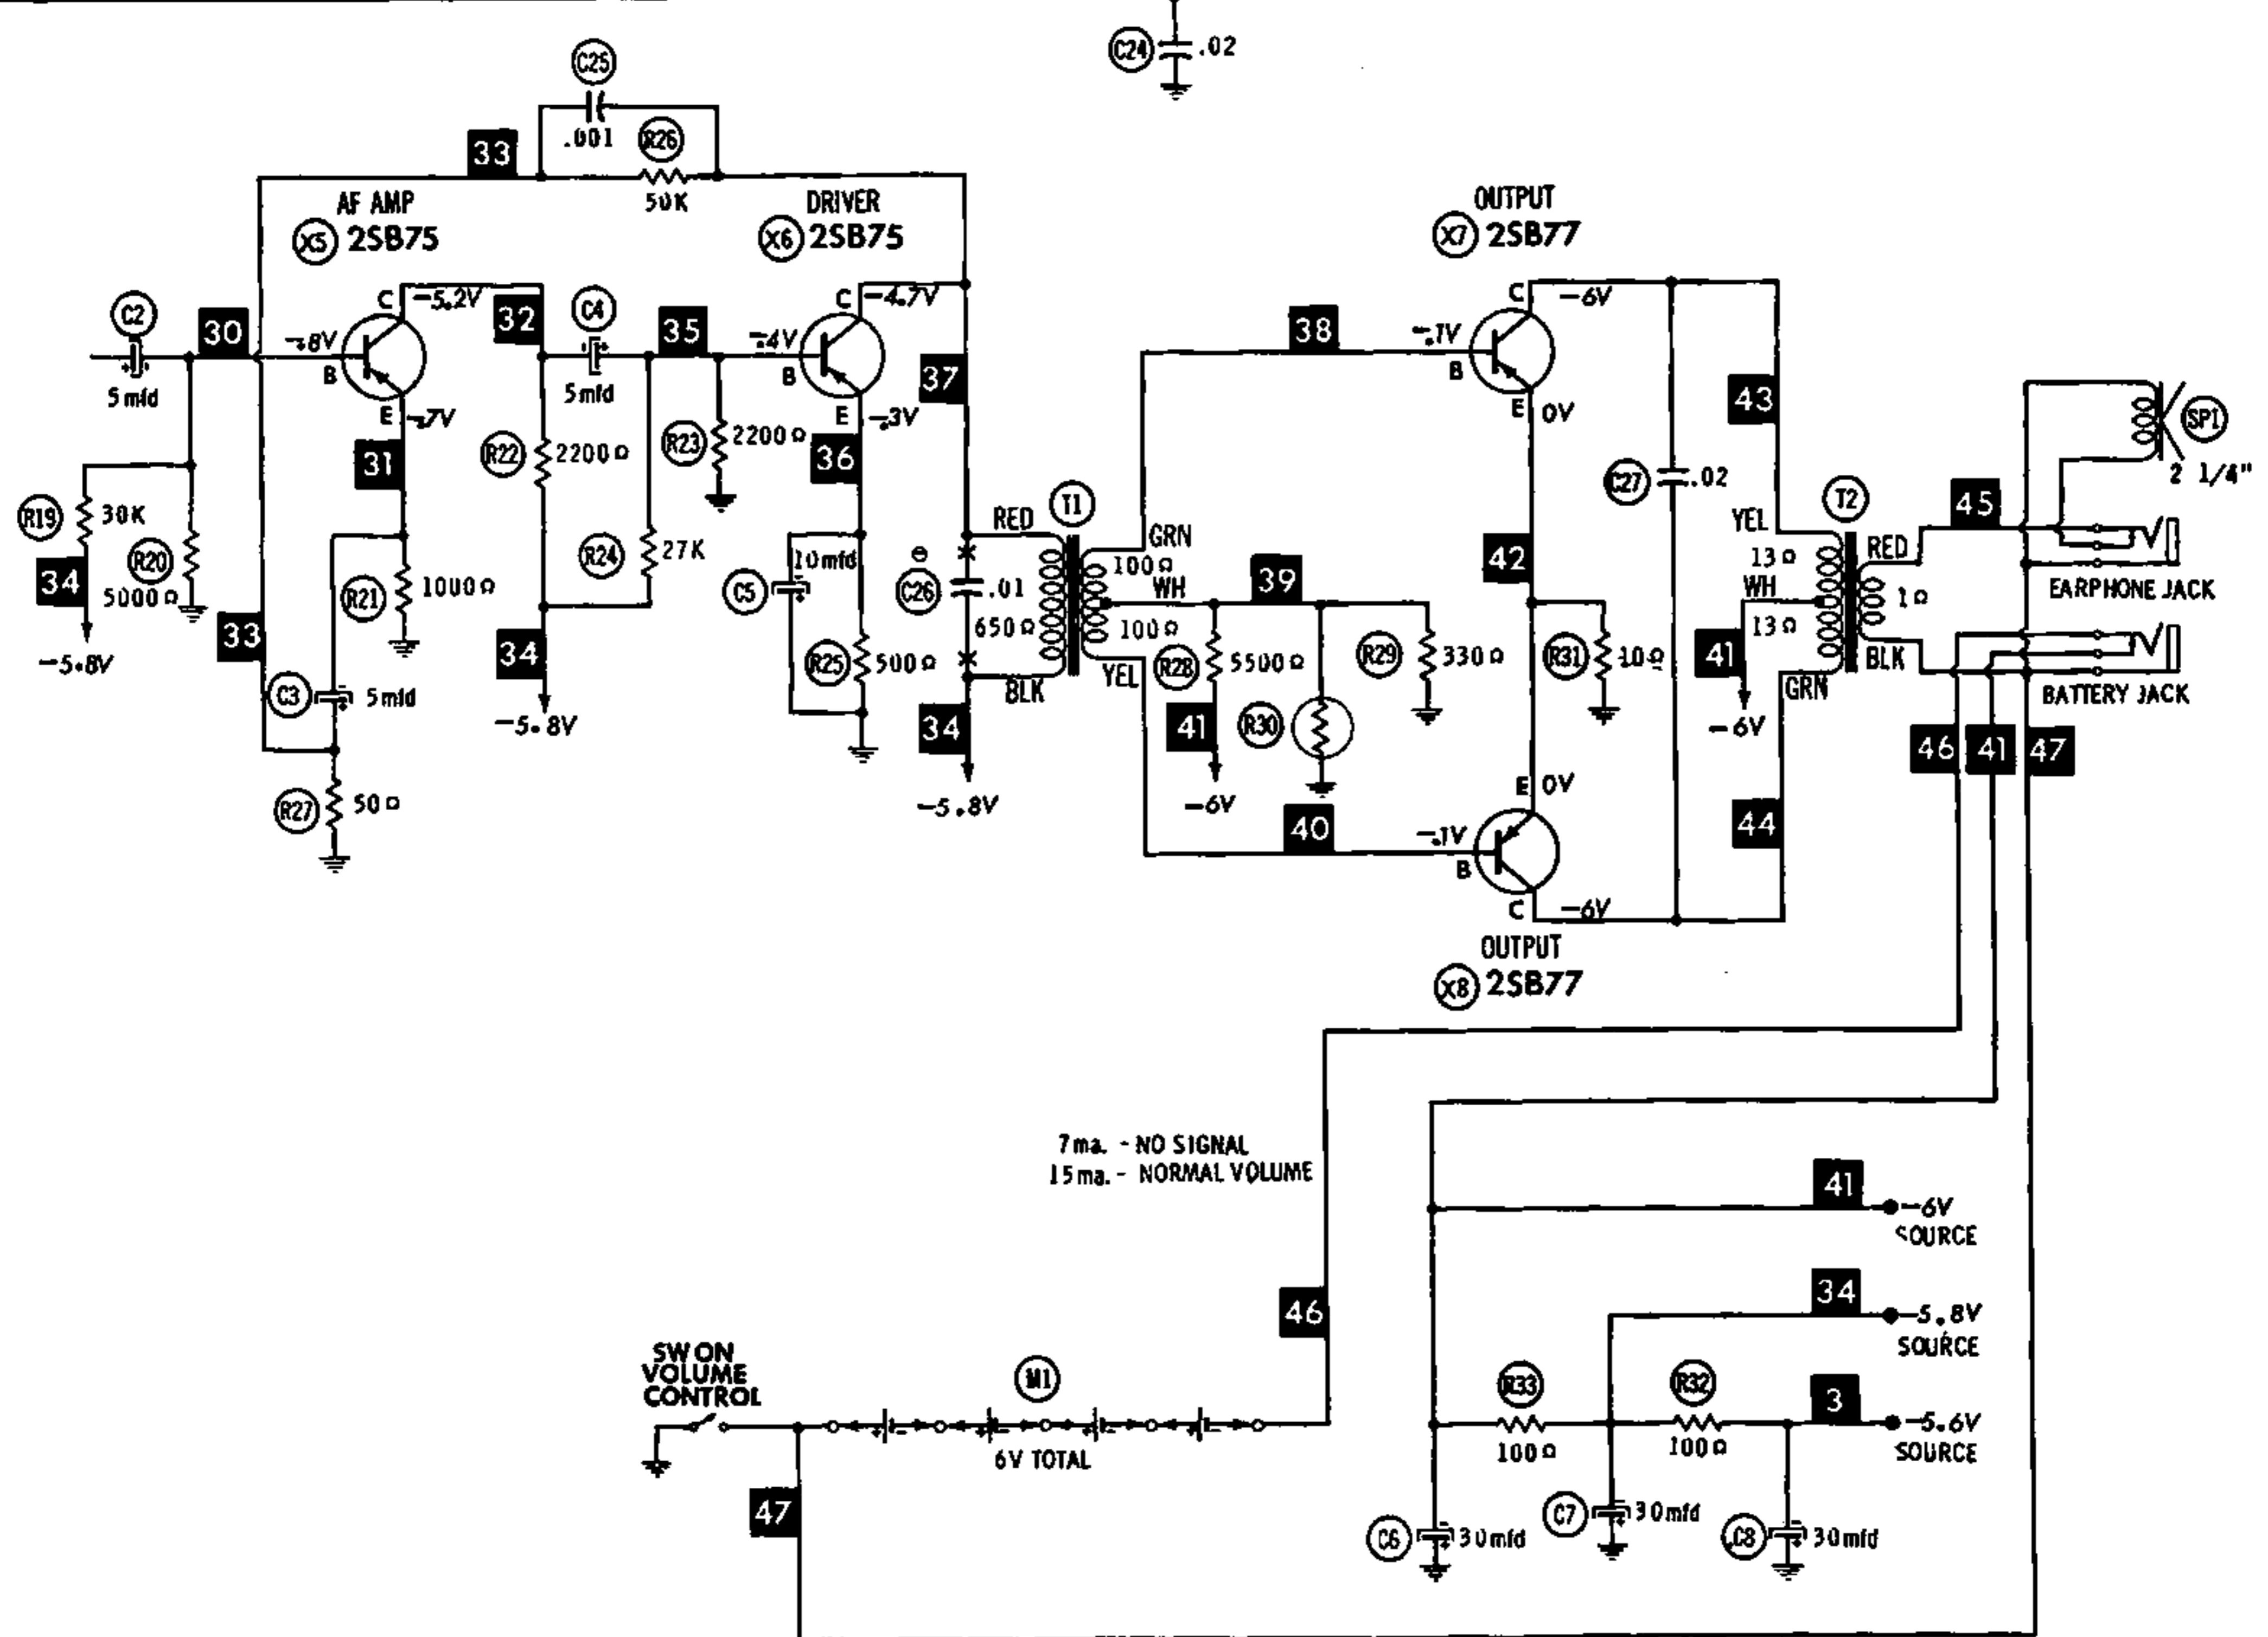 C24 .02
C25
.001
R26
50K
33
AF AMP
X5 2SB75
DRIVER
X6 2SB75
OUTPUT
X7 2SB77
C2
5mfd
30
-.8V
B
C
-5.2V
E
-.7V
31
32
C4
5mfd
35
-.4V
B
C
-4.7V
E
-.3V
36
37
38
-.1V
B
C
-6V
E
0V
R19 30K
34
-5.8V
R20
5000Ω
33
R21 1000Ω
C3 5mfd
R27 50Ω
R22 2200Ω
R23 2200Ω
R24 27K
34
-5.8V
C5
10mfd
R25 500Ω
C26 .01
RED
T1
650Ω
BLK
34
-5.8V
GRN
100Ω
WH
100Ω
YEL
39
R28 5500Ω
41
-6V
R30
R29 330Ω
40
42
R31 10Ω
C27 .02
43
YEL
13Ω
WH
13Ω
GRN
T2
RED
1Ω
BLK
41
-6V
44
45
SP1
2 1/4"
EARPHONE JACK
BATTERY JACK
46
41
47
E
0V
-.1V
B
C
-6V
OUTPUT
X8 2SB77
7ma. - NO SIGNAL
15ma. - NORMAL VOLUME
41
-6V
SOURCE
34
-5.8V
SOURCE
46
SW ON
VOLUME
CONTROL
M1
6V TOTAL
47
R33
100Ω
R32
100Ω
3
-5.6V
SOURCE
C6 30mfd
C7 30mfd
C8 30mfd